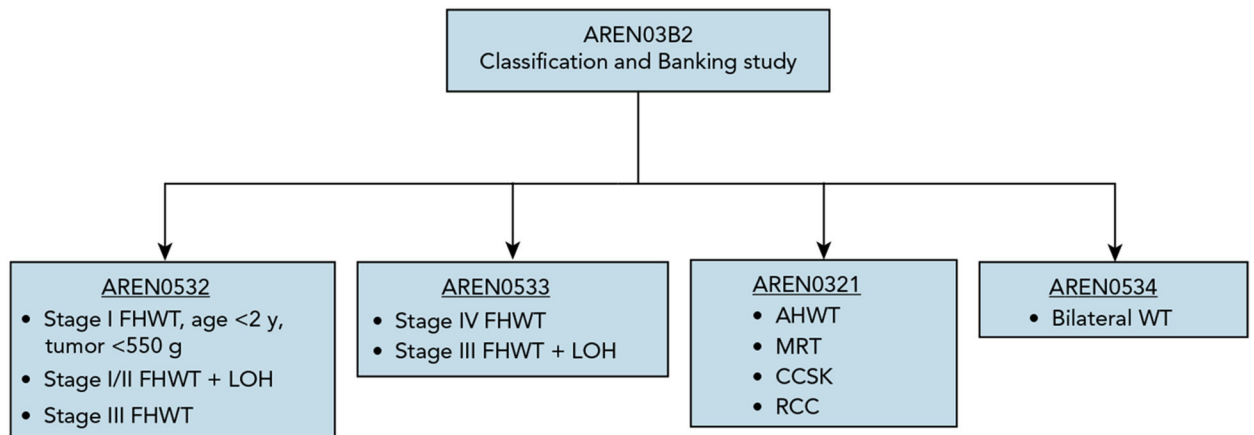 AREN03B2
Classification and Banking study
AREN0532
• Stage I FHWT, age <2 y,
tumor <550 g
• Stage I/II FHWT + LOH
• Stage III FHWT
AREN0533
• Stage IV FHWT
• Stage III FHWT + LOH
AREN0321
• AHWT
• MRT
• CCSK
• RCC
AREN0534
• Bilateral WT